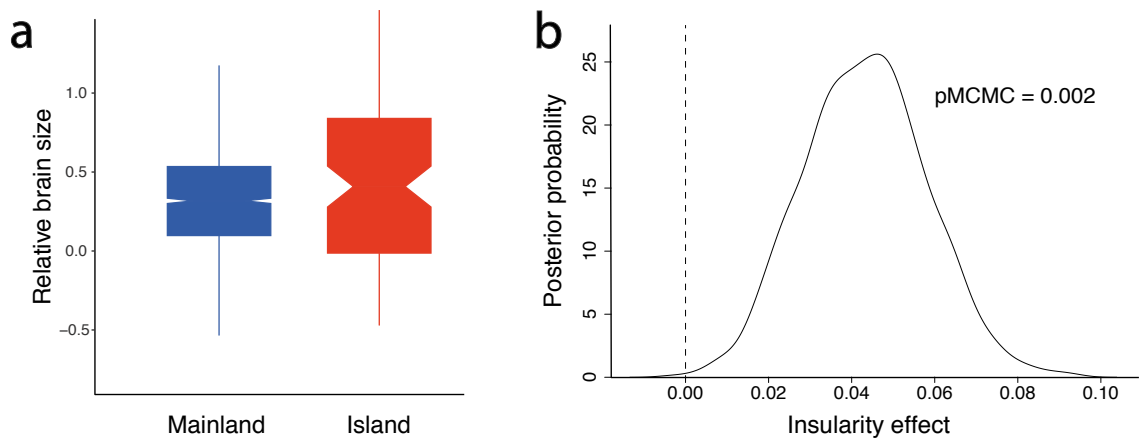 a
Relative brain size
1.0
0.5
0.0
−0.5
Mainland
Island
b
Posterior probability
25
20
15
10
5
0
pMCMC = 0.002
0.00
0.02
0.04
0.06
0.08
0.10
Insularity effect